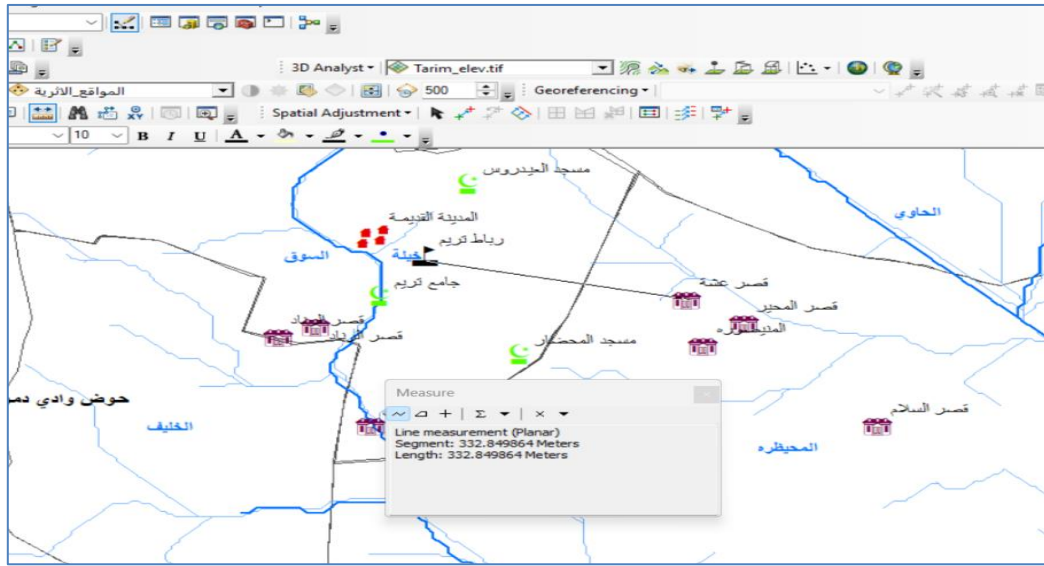 3D Analyst
Tarim_elev.tif
المواقع_الاثرية
500
Georeferencing
Spatial Adjustment
10
B I U A
مسجد العيدروس
الحاوي
المدينة القديمة
رباط تريم
خيلة
السوق
جامع تريم
قصر عشة
قصر المحير
قصر
قصر
مسجد المحضار
Measure
حوض وادي دمو
قصر السلام
Line measurement (Planar)
Segment: 332.849864 Meters
Length: 332.849864 Meters
الخليف
المحيظره